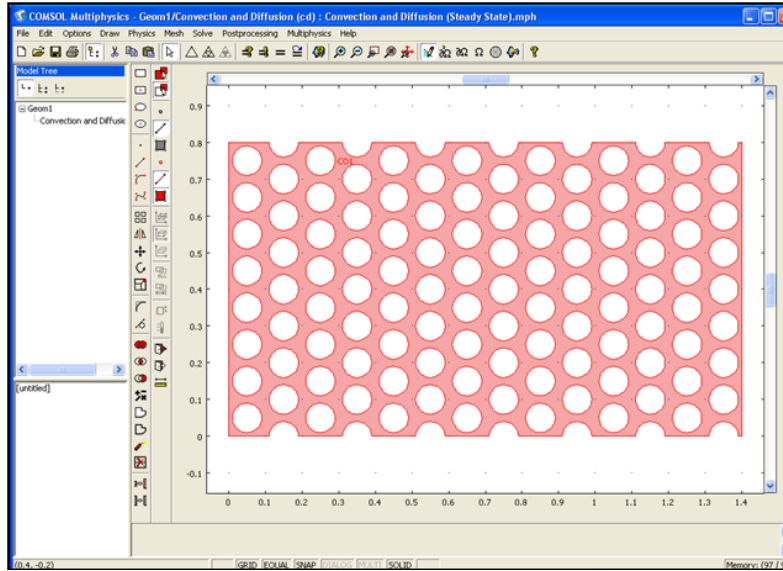 COMSOL Multiphysics - Geom1/Convection and Diffusion (cd) : Convection and Diffusion (Steady State).mph
File Edit Options Draw Physics Mesh Solve Postprocessing Multiphysics Help
Model Tree
Geom1
Convection and Diffusic
[untitled]
0.9
0.8
CO1
0.7
0.6
0.5
0.4
0.3
0.2
0.1
0
-0.1
0 0.1 0.2 0.3 0.4 0.5 0.6 0.7 0.8 0.9 1 1.1 1.2 1.3 1.4
(0.4, -0.2) GRID EQUAL SNAP DIALOG MULTI SOLID Memory: (97 /